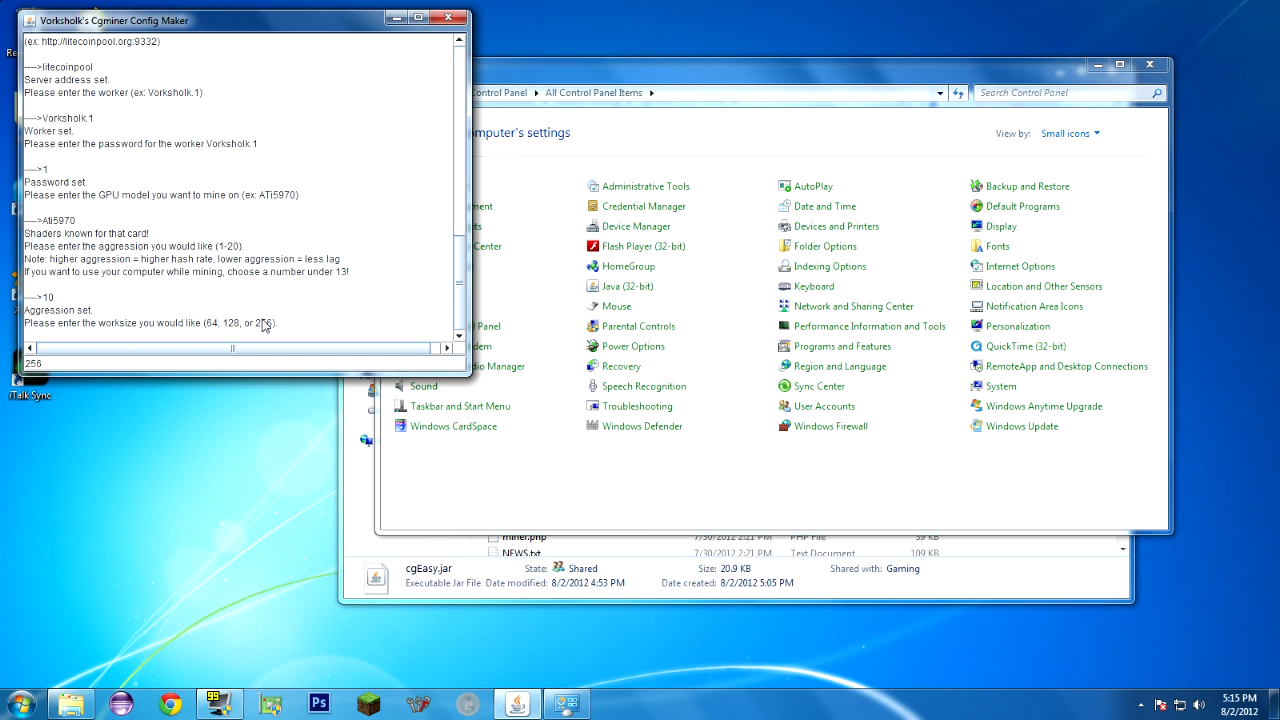 Vorksholk's Cgminer Config Maker
(ex: http://litecoinpool.org:9332)
---->litecoinpool
Server address set.
Please enter the worker (ex: Vorksholk.1)
---->Vorksholk.1
Worker set.
Please enter the password for the worker Vorksholk.1
---->1
Password set.
Please enter the GPU model you want to mine on (ex: ATi5970)
---->Ati5970
Shaders known for that card!
Please enter the aggression you would like (1-20).
Note: higher aggression = higher hash rate, lower aggression = less lag
If you want to use your computer while mining, choose a number under 13!
---->10
Aggression set.
Please enter the worksize you would like (64, 128, or 256).
256
ontrol Panel
All Control Panel Items
Search Control Panel
mputer's settings
View by: Small icons
Administrative Tools
AutoPlay
Backup and Restore
ment
Credential Manager
Date and Time
Default Programs
ts
Device Manager
Devices and Printers
Display
Center
Flash Player (32-bit)
Folder Options
Fonts
HomeGroup
Indexing Options
Internet Options
Java (32-bit)
Keyboard
Location and Other Sensors
Mouse
Network and Sharing Center
Notification Area Icons
l Panel
Parental Controls
Performance Information and Tools
Personalization
dem
Power Options
Programs and Features
QuickTime (32-bit)
dio Manager
Recovery
Region and Language
RemoteApp and Desktop Connections
Sound
Speech Recognition
Sync Center
System
Taskbar and Start Menu
Troubleshooting
User Accounts
Windows Anytime Upgrade
Windows CardSpace
Windows Defender
Windows Firewall
Windows Update
iTalk Sync
miner.php 7/30/2012 2:21 PM PHP File 39 KB
NEWS.txt 7/30/2012 2:21 PM Text Document 109 KB
cgEasy.jar State: Shared Size: 20.9 KB Shared with: Gaming
Executable Jar File Date modified: 8/2/2012 4:53 PM Date created: 8/2/2012 5:05 PM
99
Ps
5:15 PM
8/2/2012